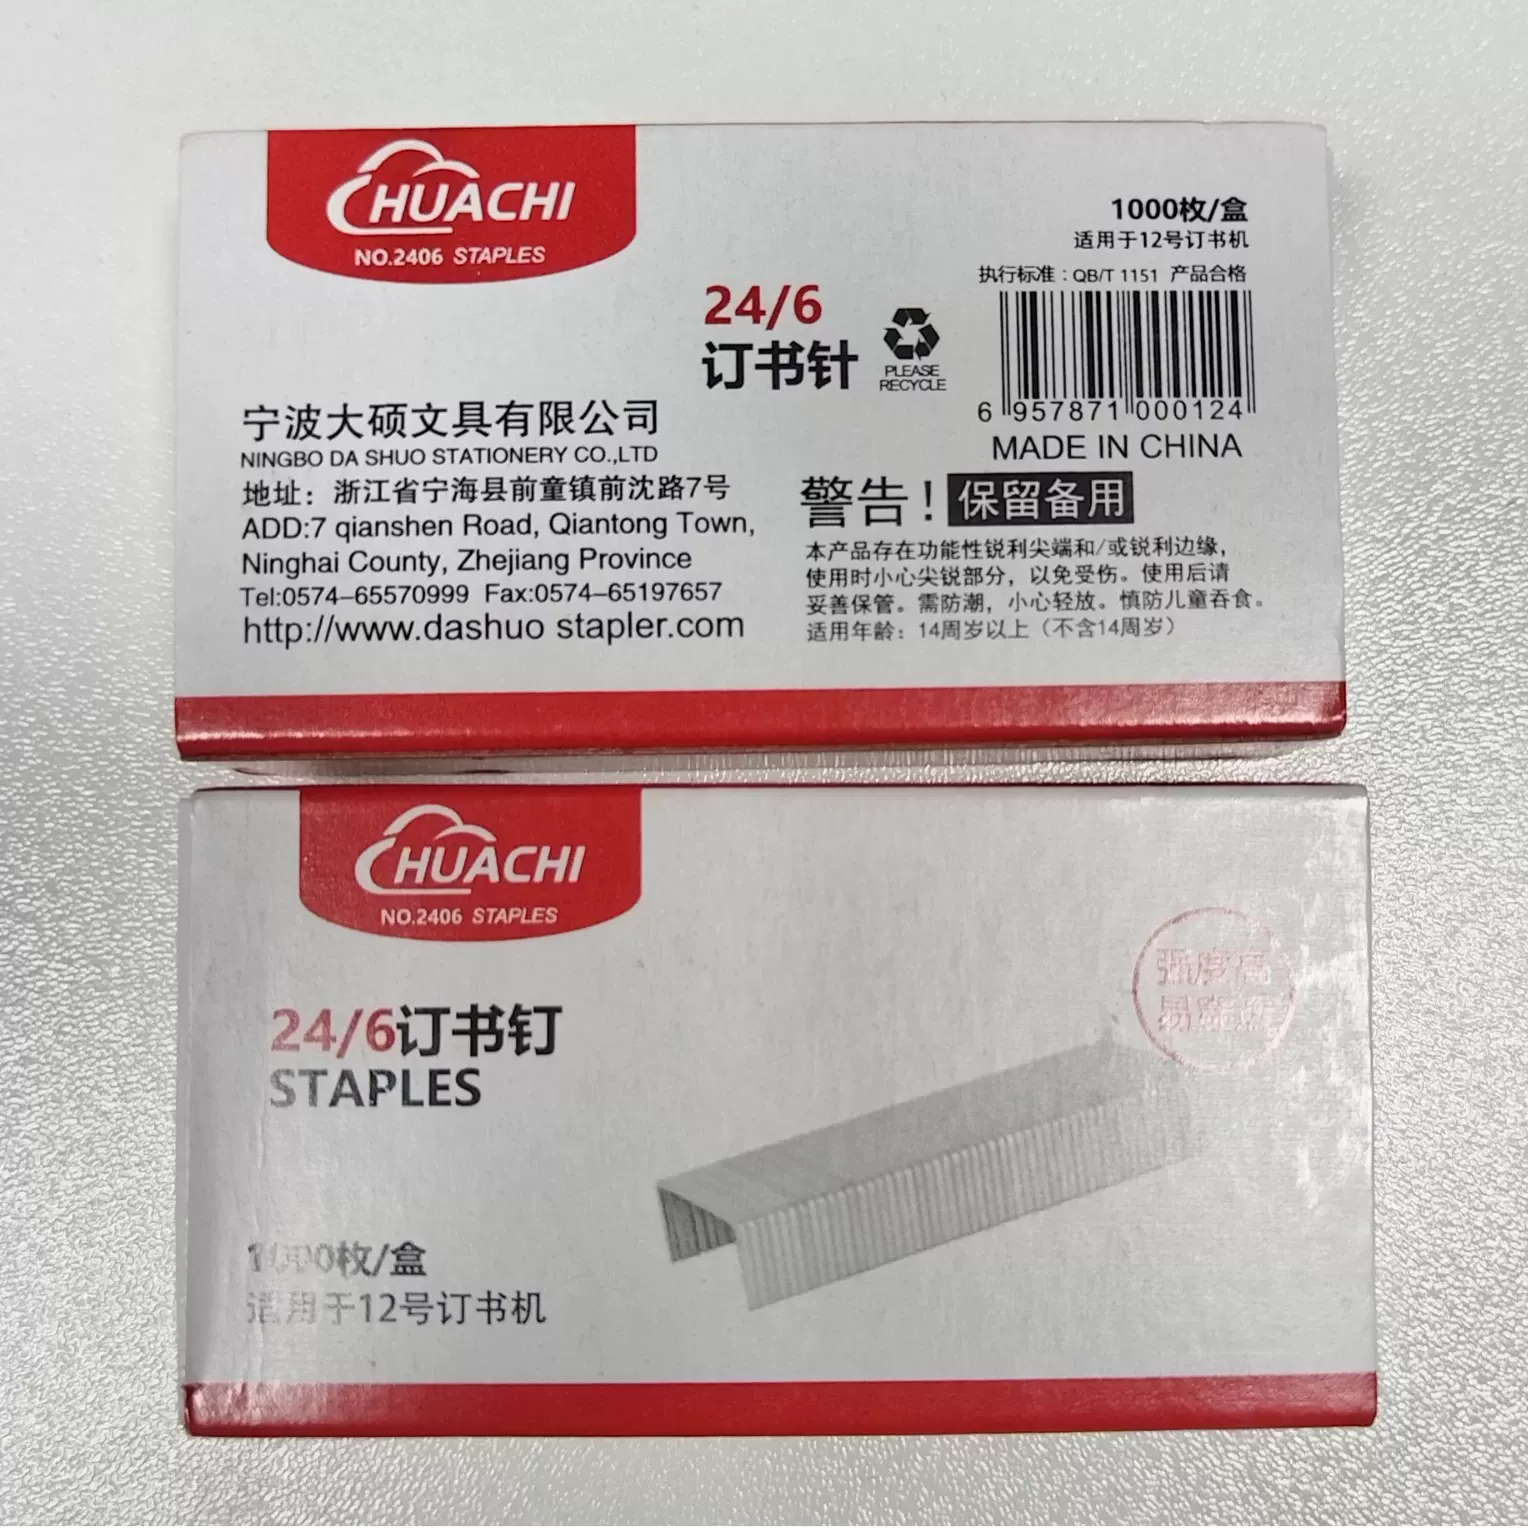 HUACHI
NO.2406 STAPLES
1000枚/盒
适用于12号订书机
执行标准：QB/T 1151 产品合格
24/6
订书针
PLEASE
RECYCLE
6 957871 000124
MADE IN CHINA
宁波大硕文具有限公司
NINGBO DA SHUO STATIONERY CO.,LTD
地址：浙江省宁海县前童镇前沈路7号
ADD:7 qianshen Road, Qiantong Town,
Ninghai County, Zhejiang Province
Tel:0574–65570999 Fax:0574–65197657
http://www.dashuo stapler.com
警告！保留备用
本产品存在功能性锐利尖端和/或锐利边缘，
使用时小心尖锐部分，以免受伤。使用后请
妥善保管。需防潮，小心轻放。慎防儿童吞食。
适用年龄：14周岁以上（不含14周岁）
HUACHI
NO.2406 STAPLES
强度高
24/6订书钉
STAPLES
1000枚/盒
适用于12号订书机